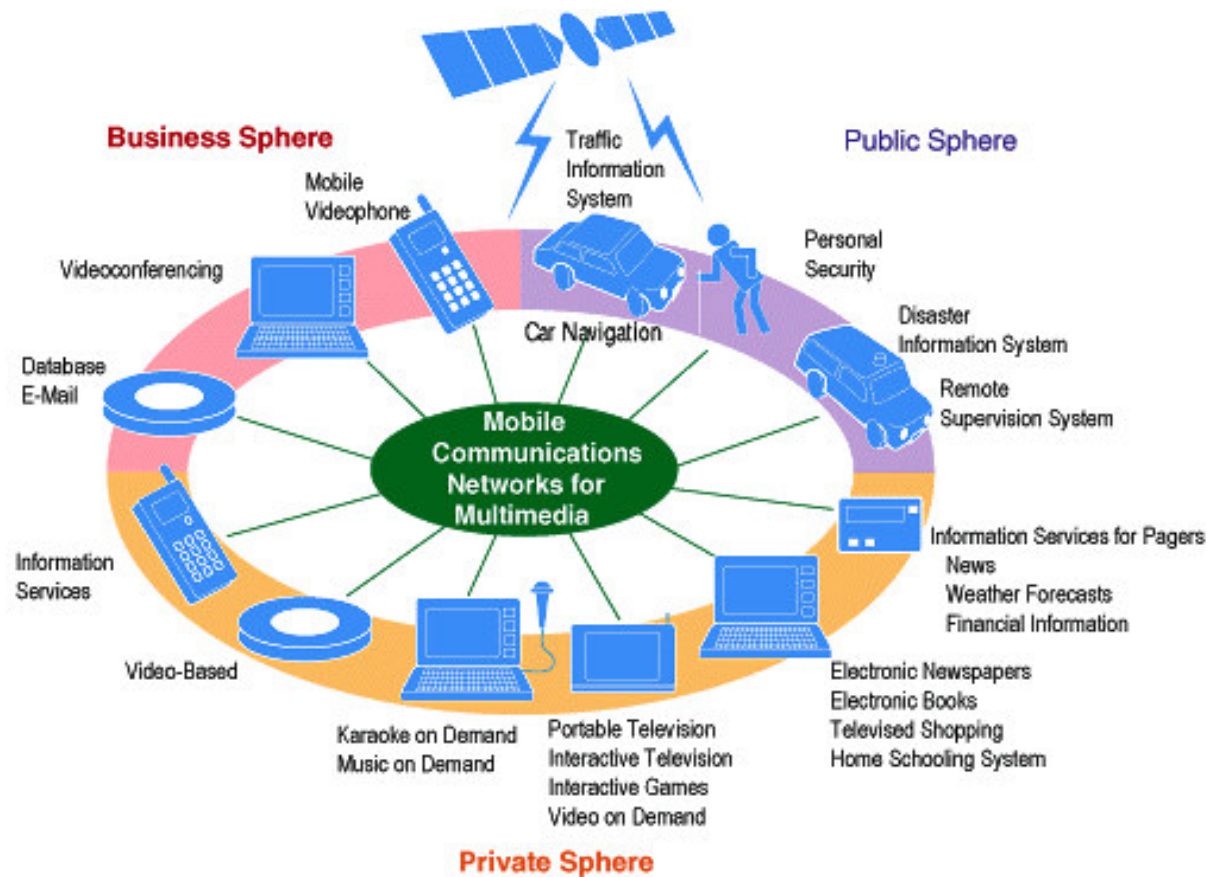 Business Sphere
Public Sphere
Traffic
Information
System
Mobile
Videophone
Personal
Security
Videoconferencing
Car Navigation
Disaster
Information System
Database
E-Mail
Remote
Supervision System
Mobile
Communications
Networks for
Multimedia
Information
Services
Information Services for Pagers
News
Weather Forecasts
Financial Information
Video-Based
Electronic Newspapers
Electronic Books
Televised Shopping
Home Schooling System
Karaoke on Demand
Music on Demand
Portable Television
Interactive Television
Interactive Games
Video on Demand
Private Sphere